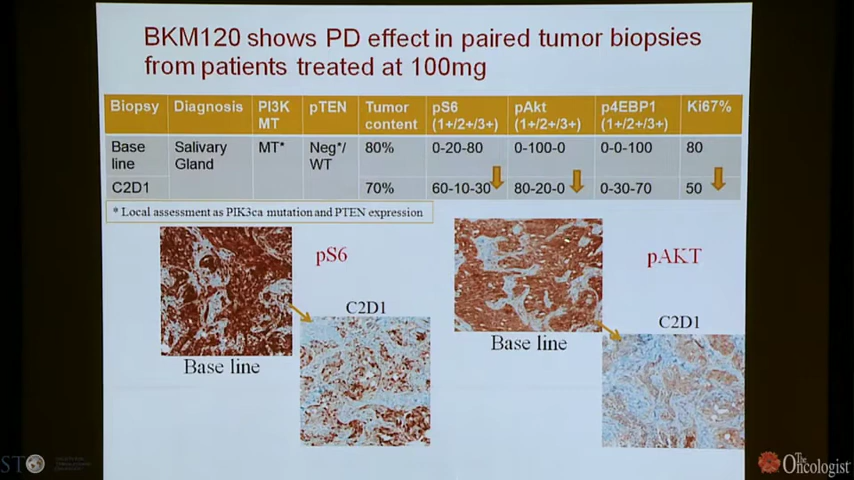 BKM120 shows PD effect in paired tumor biopsies
from patients treated at 100mg
Biopsy Diagnosis PI3K MT pTEN Tumor content pS6 (1+/2+/3+) pAkt (1+/2+/3+) p4EBP1 (1+/2+/3+) Ki67%
Base line Salivary Gland MT* Neg*/ WT 80% 0-20-80 0-100-0 0-0-100 80
C2D1 70% 60-10-30 80-20-0 0-30-70 50
* Local assessment as PIK3ca mutation and PTEN expression
pS6
pAKT
C2D1
C2D1
Base line
Base line
The Oncologist